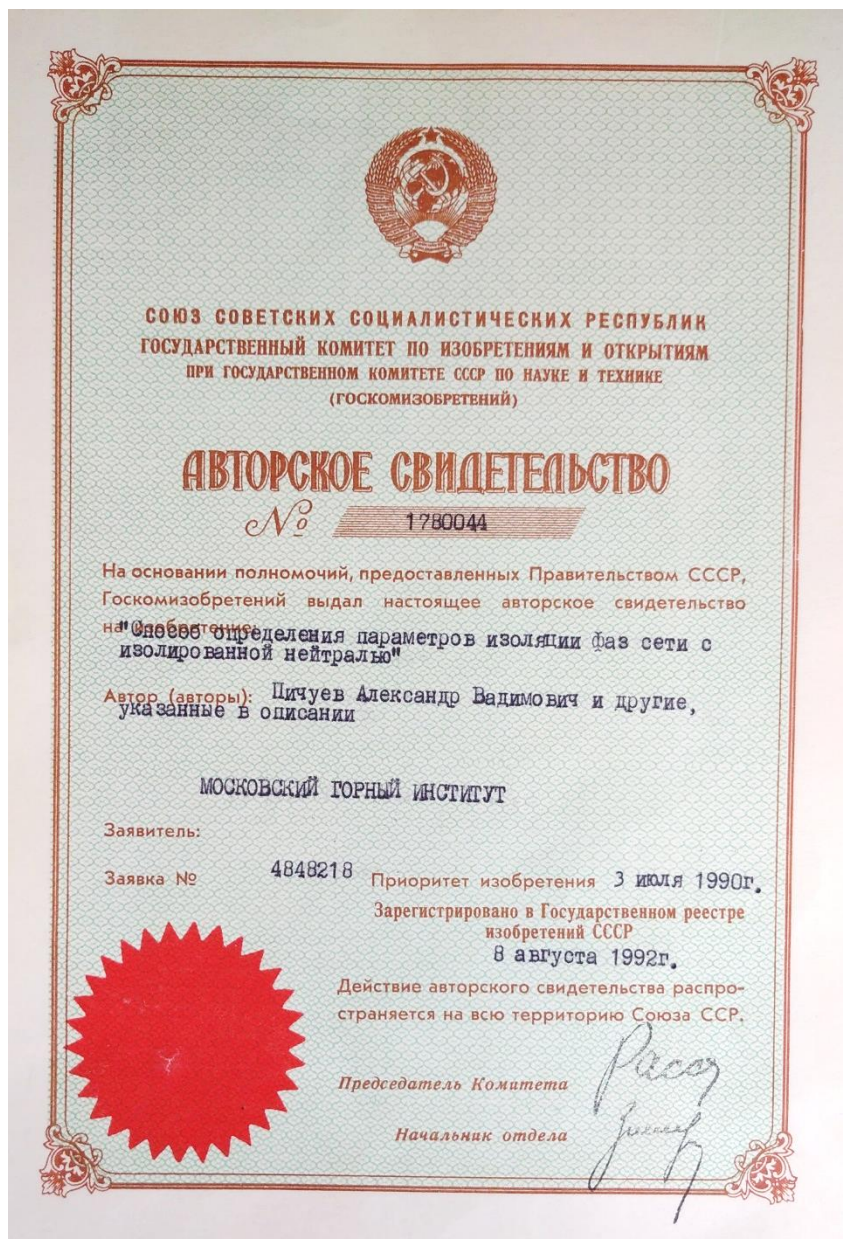 СОЮЗ СОВЕТСКИХ СОЦИАЛИСТИЧЕСКИХ РЕСПУБЛИК
ГОСУДАРСТВЕННЫЙ КОМИТЕТ ПО ИЗОБРЕТЕНИЯМ И ОТКРЫТИЯМ
ПРИ ГОСУДАРСТВЕННОМ КОМИТЕТЕ СССР ПО НАУКЕ И ТЕХНИКЕ
(ГОСКОМИЗОБРЕТЕНИЙ)
АВТОРСКОЕ СВИДЕТЕЛЬСТВО
№ 1780044
На основании полномочий, предоставленных Правительством СССР,
Госкомизобретений выдал настоящее авторское свидетельство
на изобретение:
"Способ определения параметров изоляции фаз сети с
изолированной нейтралью"
Автор (авторы): Пичуев Александр Вадимович и другие,
указанные в описании
МОСКОВСКИЙ ГОРНЫЙ ИНСТИТУТ
Заявитель:
Заявка № 4848218 Приоритет изобретения 3 июля 1990г.
Зарегистрировано в Государственном реестре
изобретений СССР
8 августа 1992г.
Действие авторского свидетельства распро-
страняется на всю территорию Союза ССР.
Председатель Комитета
Начальник отдела